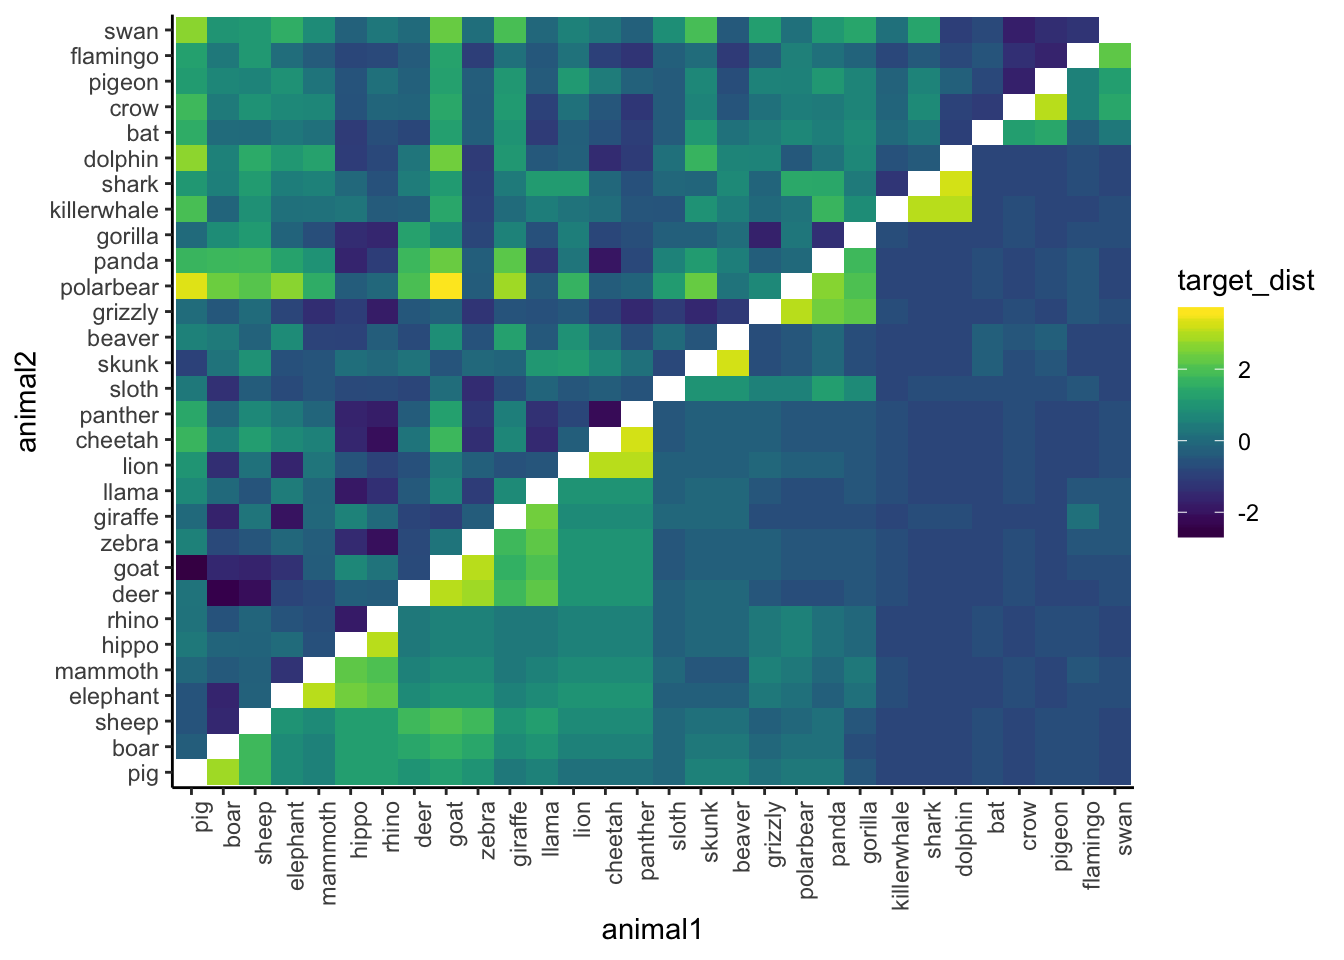 swan
flamingo
pigeon
crow
bat
dolphin
shark
killerwhale
gorilla
panda
polarbear
grizzly
beaver
skunk
sloth
panther
cheetah
lion
llama
giraffe
zebra
goat
deer
rhino
hippo
mammoth
elephant
sheep
boar
pig
animal2
pig
boar
sheep
elephant
mammoth
hippo
rhino
deer
goat
zebra
giraffe
llama
lion
cheetah
panther
sloth
skunk
beaver
grizzly
polarbear
panda
gorilla
killerwhale
shark
dolphin
bat
crow
pigeon
flamingo
swan
animal1
target_dist
2
0
-2